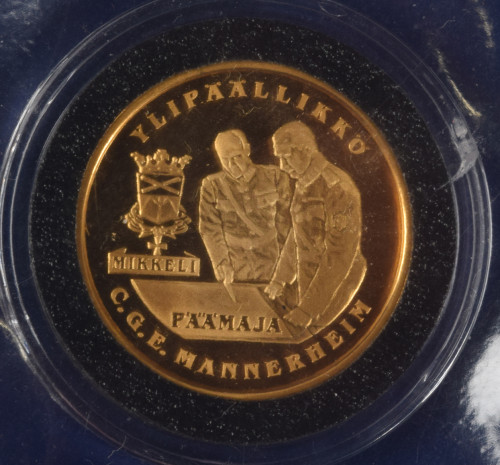 YLIPÄÄLLIKKÖ
MIKKELI
PÄÄMAJA
C.G.E. MANNERHEIM